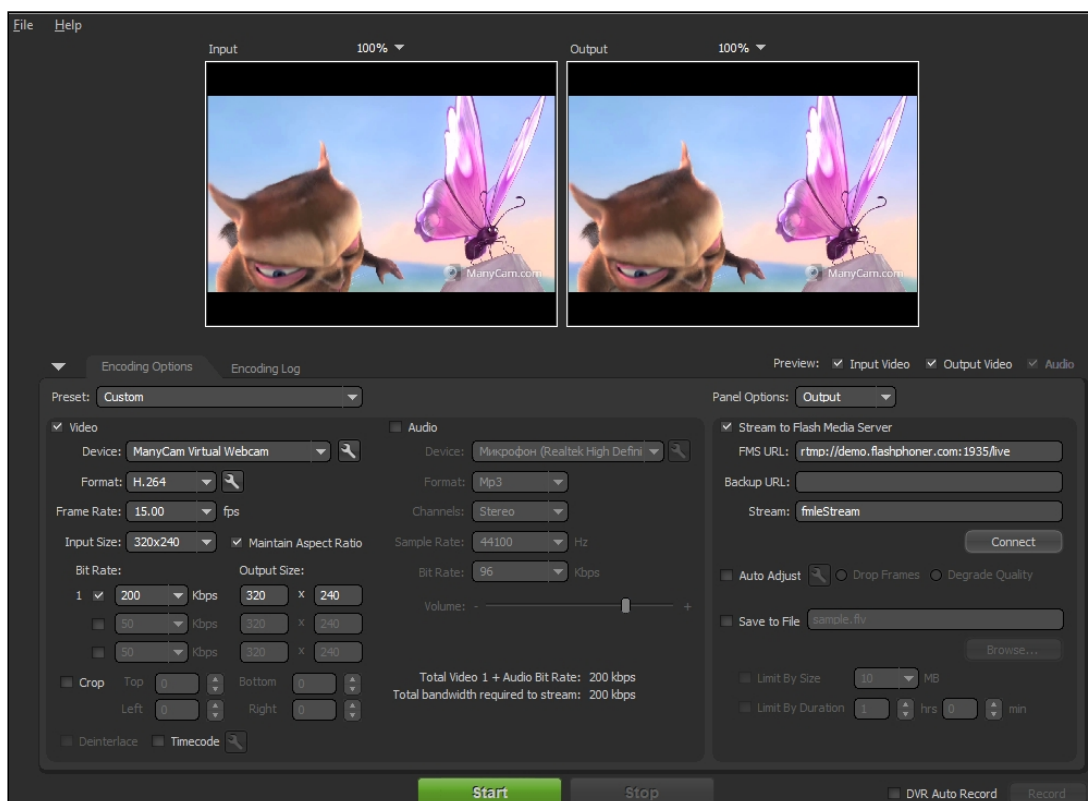 File Help
Input 100% Output 100%
ManyCam.com ManyCam.com
Encoding Options Encoding Log Preview: Input Video Output Video Audio
Preset: Custom Panel Options: Output
Video Audio Stream to Flash Media Server
Device: ManyCam Virtual Webcam Device: Микрофон (Realtek High Defini FMS URL: rtmp://demo.flashphoner.com:1935/live
Format: H.264 Format: Mp3 Backup URL:
Frame Rate: 15.00 fps Channels: Stereo Stream: fmleStream
Input Size: 320x240 Maintain Aspect Ratio Sample Rate: 44100 Hz Connect
Bit Rate: Output Size: Bit Rate: 96 Kbps Auto Adjust Drop Frames Degrade Quality
1 200 Kbps 320 x 240 Volume: - +
50 Kbps 320 x 240 Save to File sample.flv
50 Kbps 320 x 240 Browse...
Crop Top 0 Bottom 0 Total Video 1 + Audio Bit Rate: 200 kbps Limit By Size 10 MB
Left 0 Right 0 Total bandwidth required to stream: 200 kbps Limit By Duration 1 hrs 0 min
Deinterlace Timecode
Start Stop DVR Auto Record Record